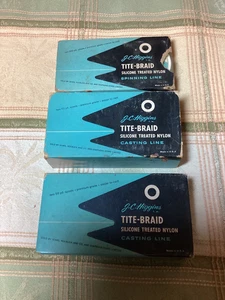 J.C. Higgins
TITE-BRAID
SILICONE TREATED NYLON
SPINNING LINE
J.C. Higgins
TITE-BRAID
SILICONE TREATED NYLON
CASTING LINE
J.C. Higgins
TITE-BRAID
SILICONE TREATED NYLON
CASTING LINE